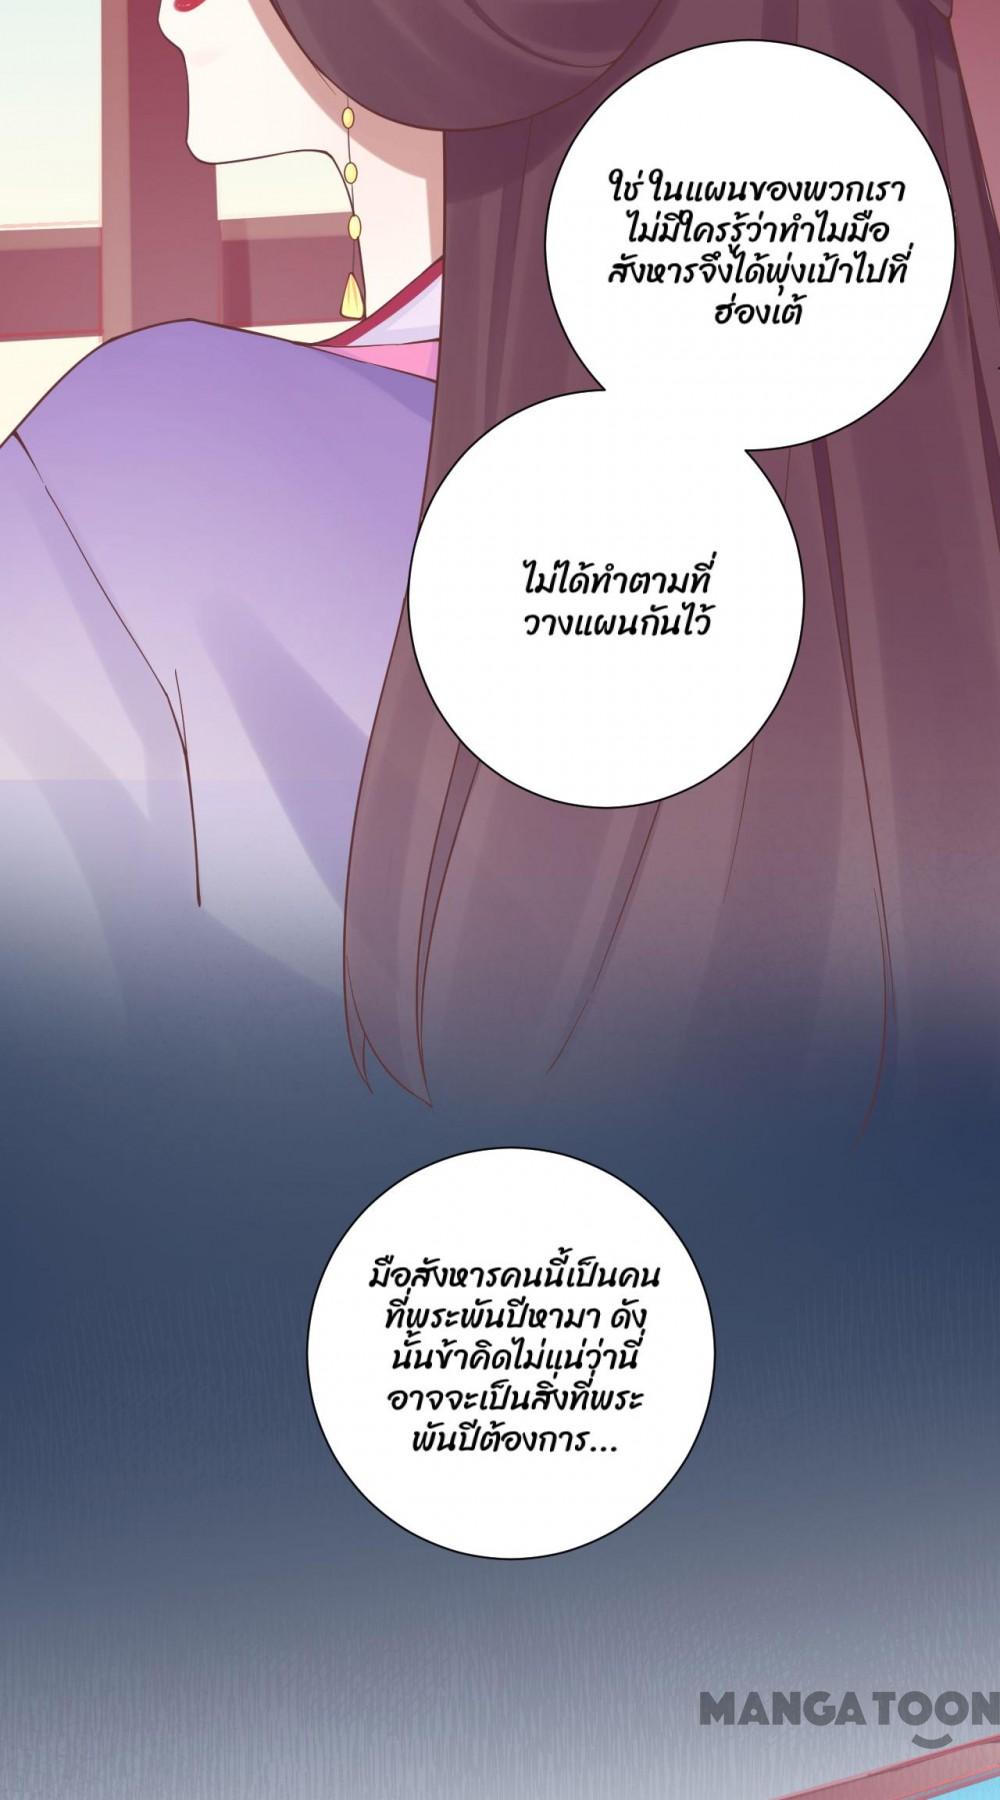 ใช่ ในแผนของพวกเรา
ไม่มีใครรู้ว่าทำไมมือ
สังหารจึงได้พุ่งเป้าไปที่
ฮ่องเต้
ไม่ได้ทำตามที่
วางแผนกันไว้
มือสังหารคนนี้เป็นคน
ที่พระพันปีหามา ดัง
นั้นข้าคิดไม่แน่ว่านี่
อาจจะเป็นสิ่งที่พระ
พันปีต้องการ...
MANGATOON